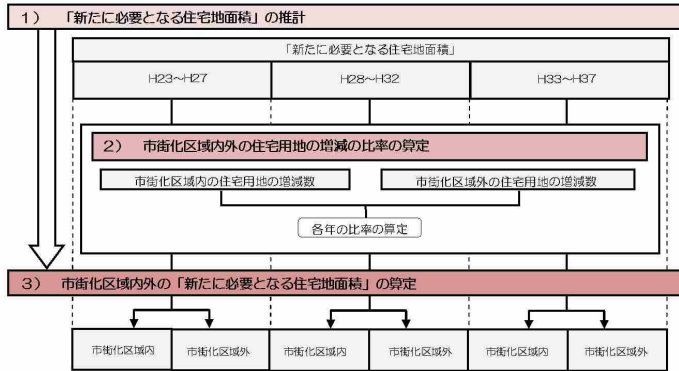 1） 「新たに必要となる住宅地面積」の推計
「新たに必要となる住宅地面積」
H23～H27 H28～H32 H33～H37
2） 市街化区域内外の住宅用地の増減の比率の算定
市街化区域内の住宅用地の増減数 市街化区域外の住宅用地の増減数
各年の比率の算定
3） 市街化区域内外の「新たに必要となる住宅地面積」の算定
市街化区域内 市街化区域外 市街化区域内 市街化区域外 市街化区域内 市街化区域外